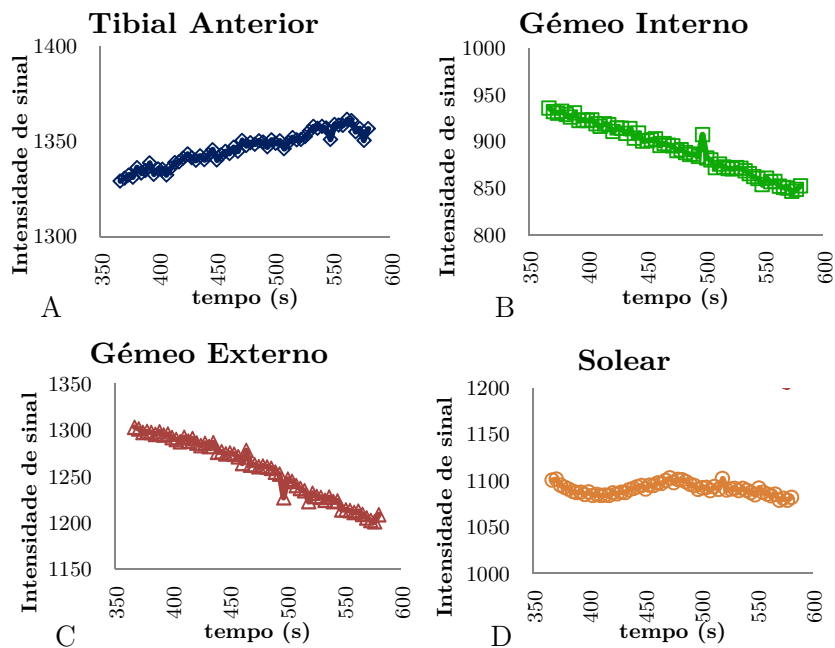 Tibial Anterior
Intensidade de sinal
1400
1350
1300
350
400
450
500
550
600
tempo (s)
A
Gémeo Interno
Intensidade de sinal
1000
950
900
850
800
350
400
450
500
550
600
tempo (s)
B
Gémeo Externo
Intensidade de sinal
1350
1300
1250
1200
1150
350
400
450
500
550
600
tempo (s)
C
Solear
Intensidade de sinal
1200
1150
1100
1050
1000
350
400
450
500
550
600
tempo (s)
D